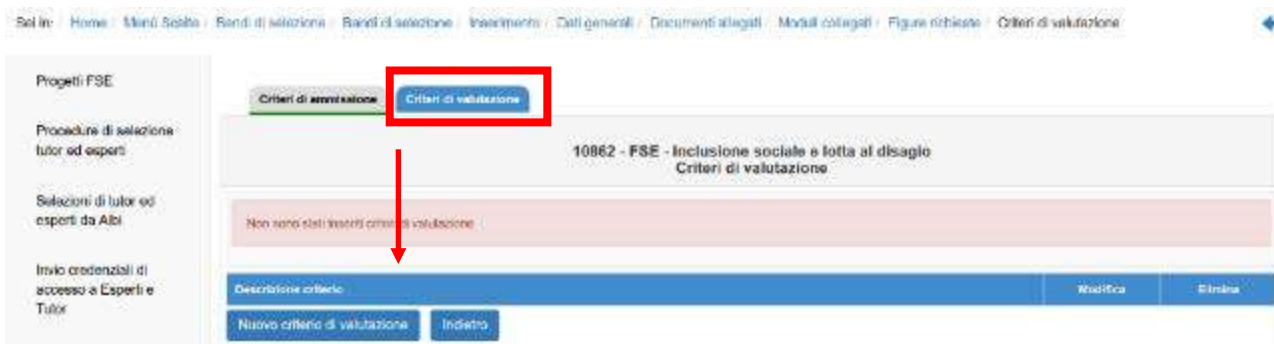 Sei in: Home / Menù Scelte / Bandi di selezione / Bandi di selezione / Inserimento / Dati generali / Documenti allegati / Moduli collegati / Figure richieste / Criteri di valutazione
Progetti FSE
Procedure di selezione
tutor ed esperti
Selezioni di tutor ed
esperti da Albi
Invio credenziali di
accesso a Esperti e
Tutor
Criteri di ammissione
Criteri di valutazione
10862 - FSE - Inclusione sociale e lotta al disagio
Criteri di valutazione
Non sono stati inseriti criteri di valutazione
Descrizione criterio Modifica Elimina
Nuovo criterio di valutazione Indietro